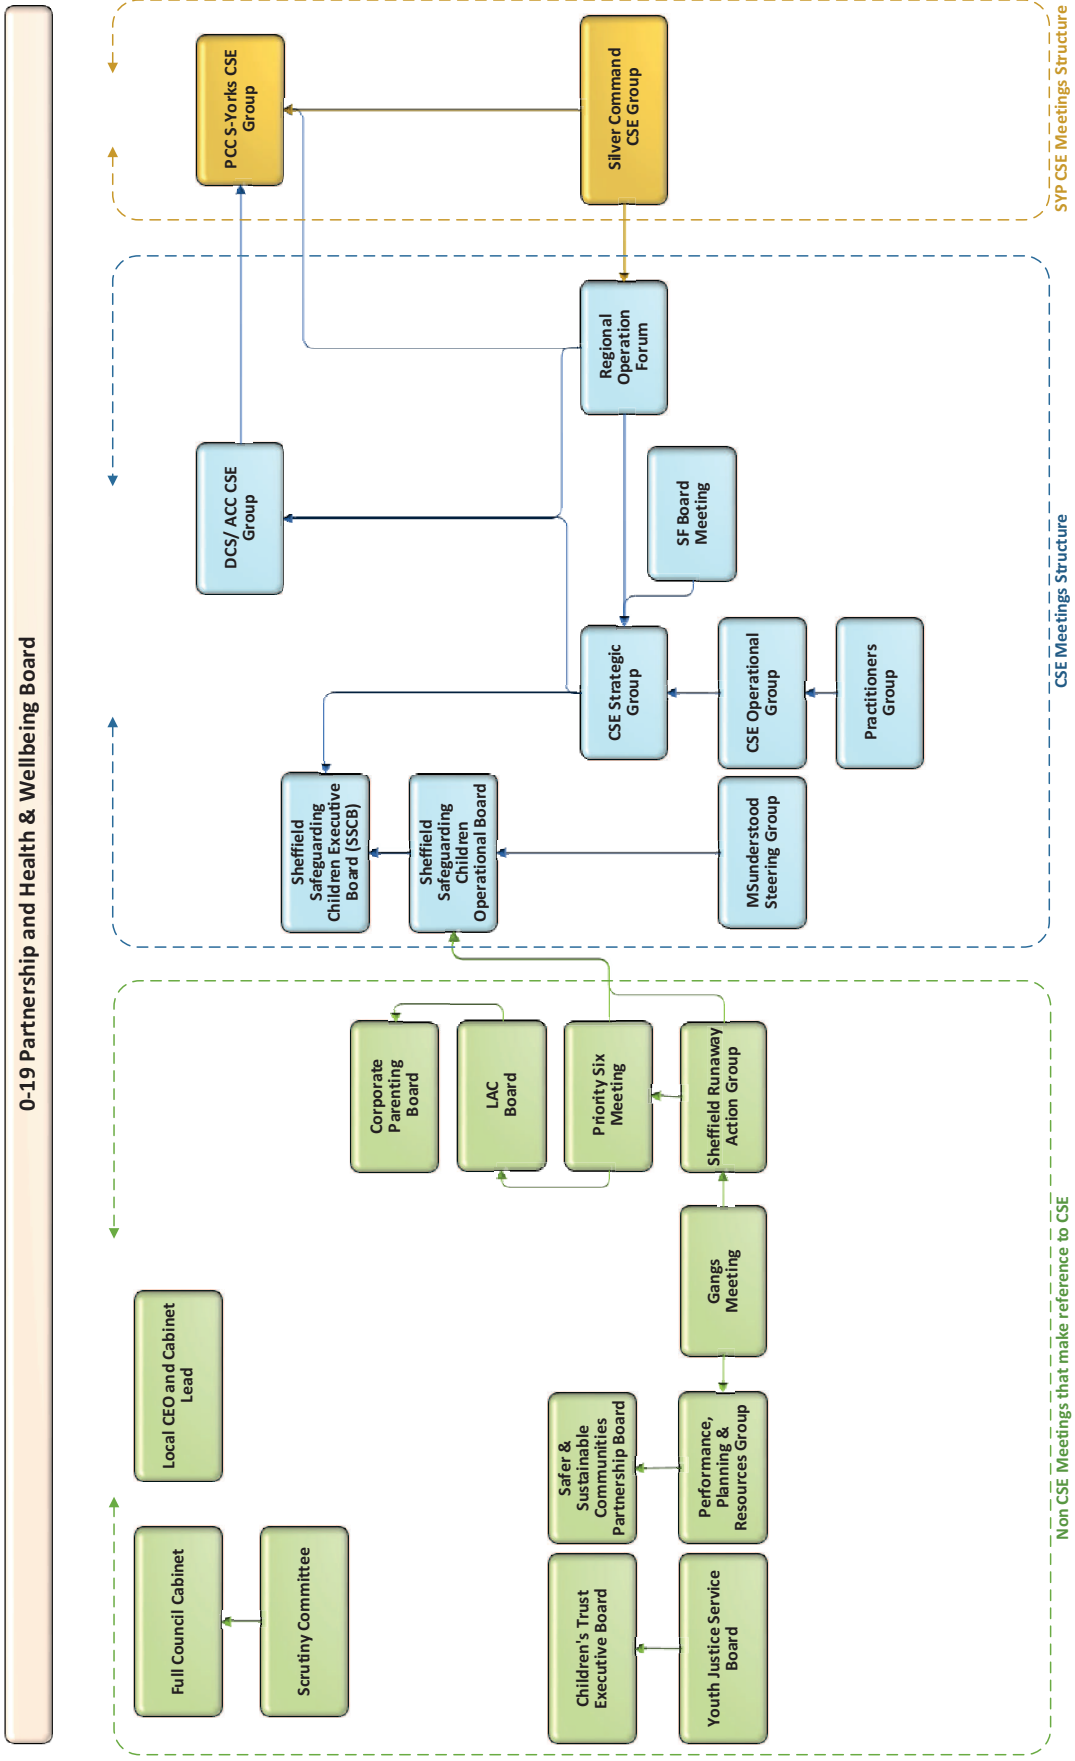 0-19 Partnership and Health & Wellbeing Board
Full Council Cabinet
Scrutiny Committee
Local CEO and Cabinet
Lead
Children's Trust
Executive Board
Youth Justice Service
Board
Safer &
Sustainable
Communities
Partnership Board
Performance,
Planning &
Resources Group
Gangs
Meeting
Corporate
Parenting
Board
LAC
Board
Priority Six
Meeting
Sheffield Runaway
Action Group
Non CSE Meetings that make reference to CSE
Sheffield
Safeguarding
Children Executive
Board (SSCB)
Sheffield
Safeguarding
Children
Operational Board
MSunderstood
Steering Group
CSE Strategic
Group
CSE Operational
Group
Practitioners
Group
DCS/ ACC CSE
Group
SF Board
Meeting
Regional
Operation
Forum
CSE Meetings Structure
PCC S-Yorks CSE
Group
Silver Command
CSE Group
SYP CSE Meetings Structure